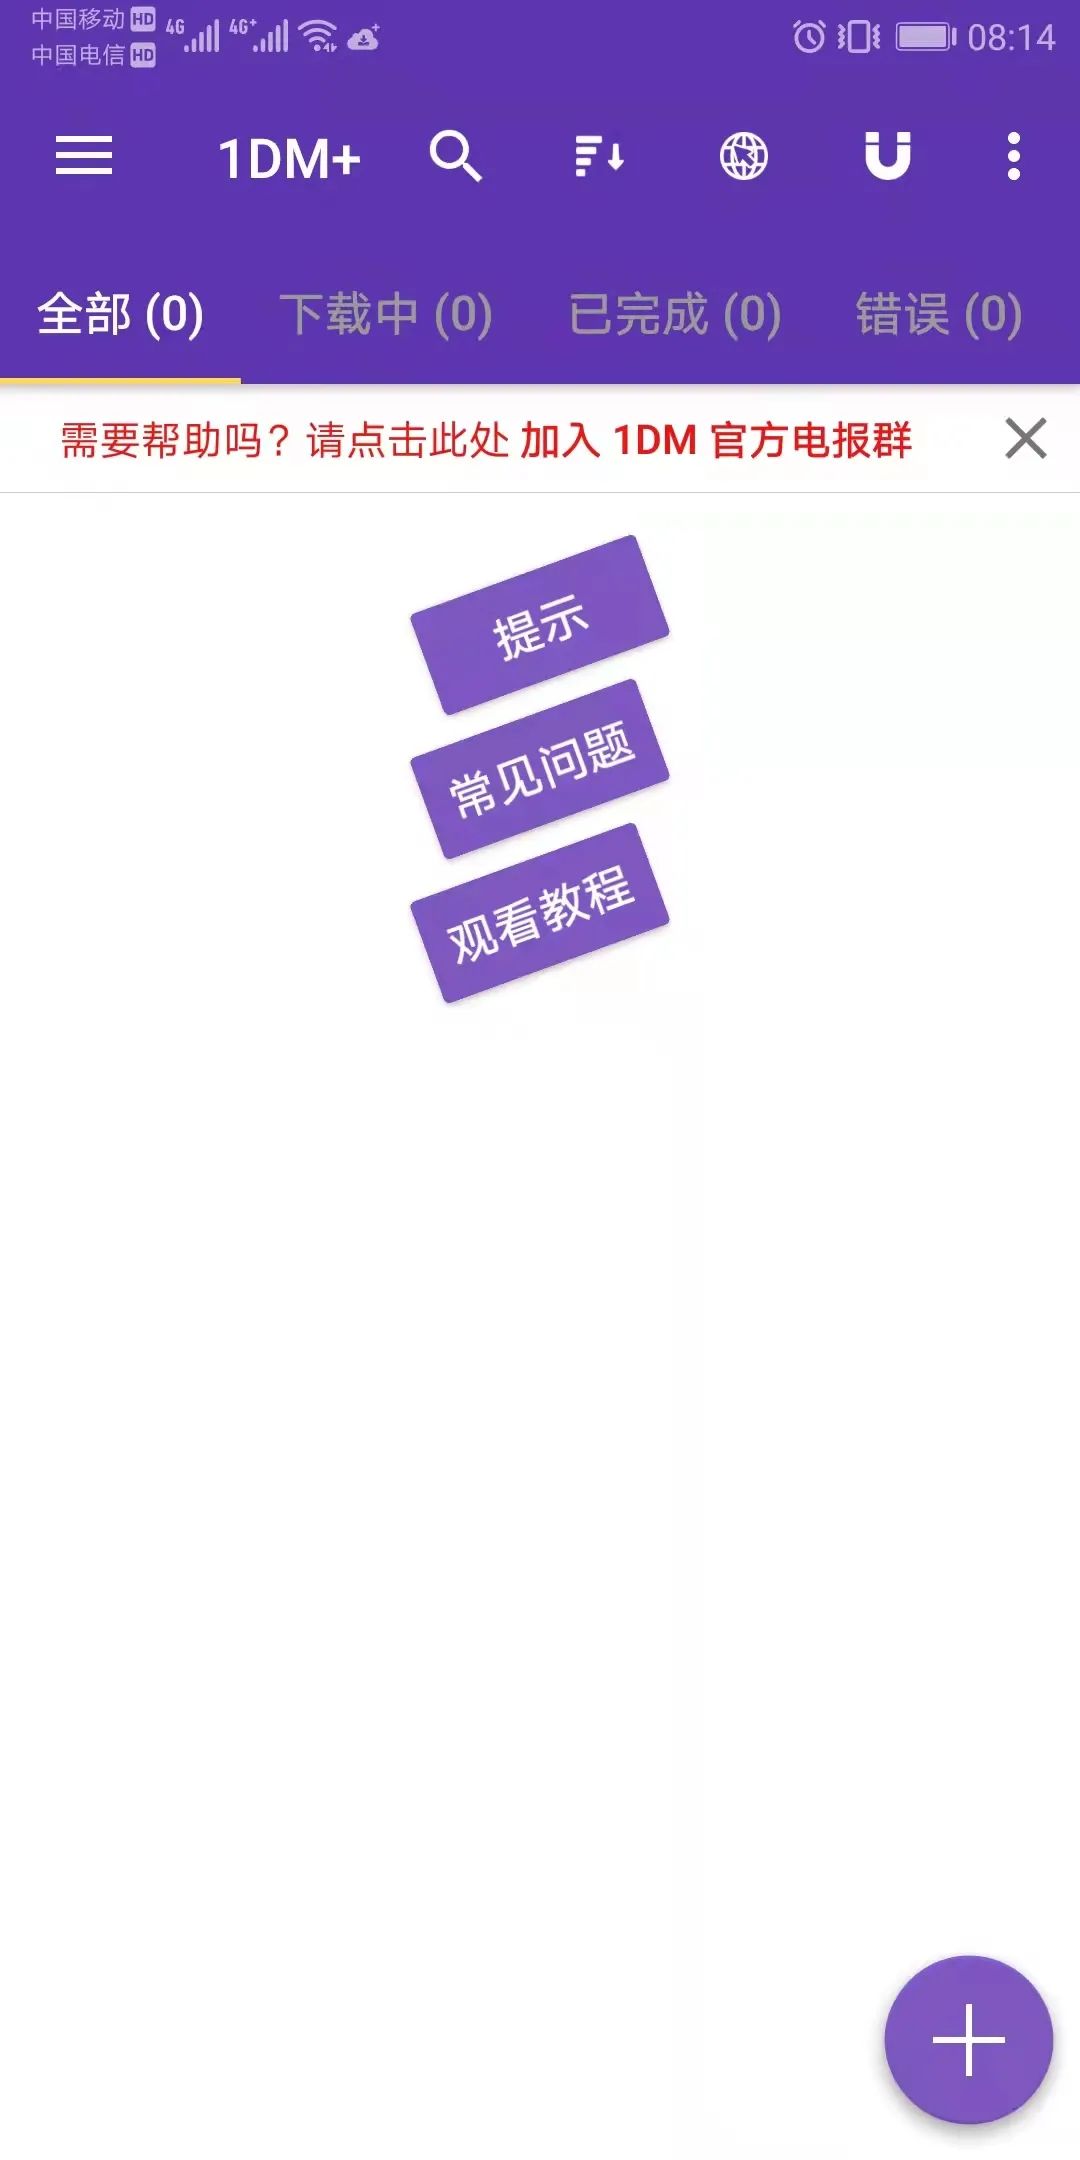 中国移动 HD 4G 4G+ 08:14
中国电信 HD
1DM+
全部 (0) 下载中 (0) 已完成 (0) 错误 (0)
需要帮助吗？请点击此处 加入 1DM 官方电报群
提示
常见问题
观看教程